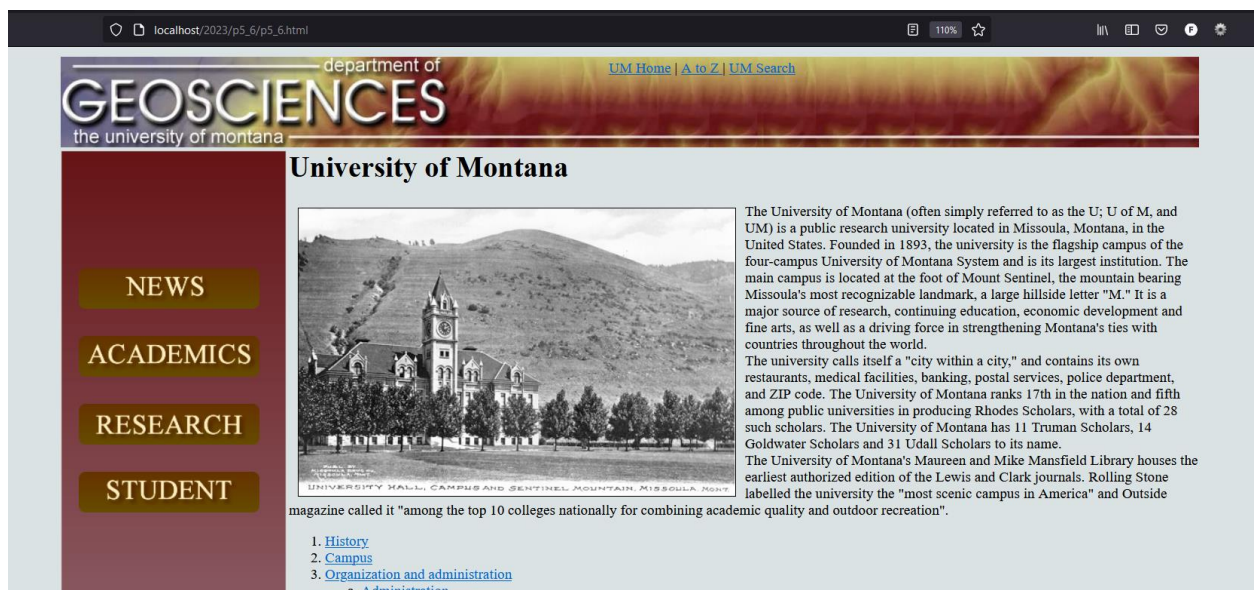 localhost/2023/p5_6/p5_6.html
110%
department of
GEOSCIENCES
the university of montana
UM Home | A to Z | UM Search
NEWS
ACADEMICS
RESEARCH
STUDENT
University of Montana
UNIVERSITY HALL, CAMPUS AND SENTINEL MOUNTAIN, MISSOULA, MONT.
The University of Montana (often simply referred to as the U; U of M, and
UM) is a public research university located in Missoula, Montana, in the
United States. Founded in 1893, the university is the flagship campus of the
four-campus University of Montana System and is its largest institution. The
main campus is located at the foot of Mount Sentinel, the mountain bearing
Missoula's most recognizable landmark, a large hillside letter "M." It is a
major source of research, continuing education, economic development and
fine arts, as well as a driving force in strengthening Montana's ties with
countries throughout the world.
The university calls itself a "city within a city," and contains its own
restaurants, medical facilities, banking, postal services, police department,
and ZIP code. The University of Montana ranks 17th in the nation and fifth
among public universities in producing Rhodes Scholars, with a total of 28
such scholars. The University of Montana has 11 Truman Scholars, 14
Goldwater Scholars and 31 Udall Scholars to its name.
The University of Montana's Maureen and Mike Mansfield Library houses the
earliest authorized edition of the Lewis and Clark journals. Rolling Stone
labelled the university the "most scenic campus in America" and Outside
magazine called it "among the top 10 colleges nationally for combining academic quality and outdoor recreation".
1. History
2. Campus
3. Organization and administration
Administration